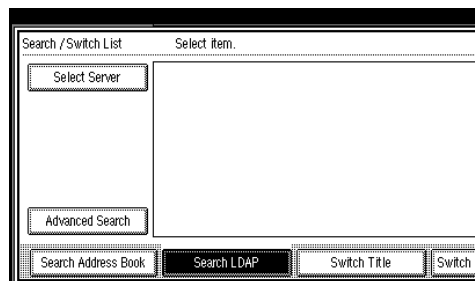 Search / Switch List Select item.
Select Server
Advanced Search
Search Address Book Search LDAP Switch Title Switch